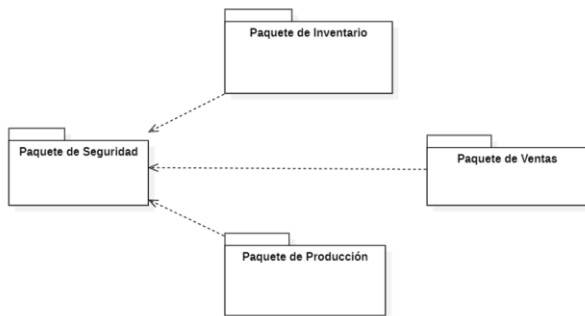 Paquete de Inventario
Paquete de Seguridad
Paquete de Ventas
Paquete de Producción